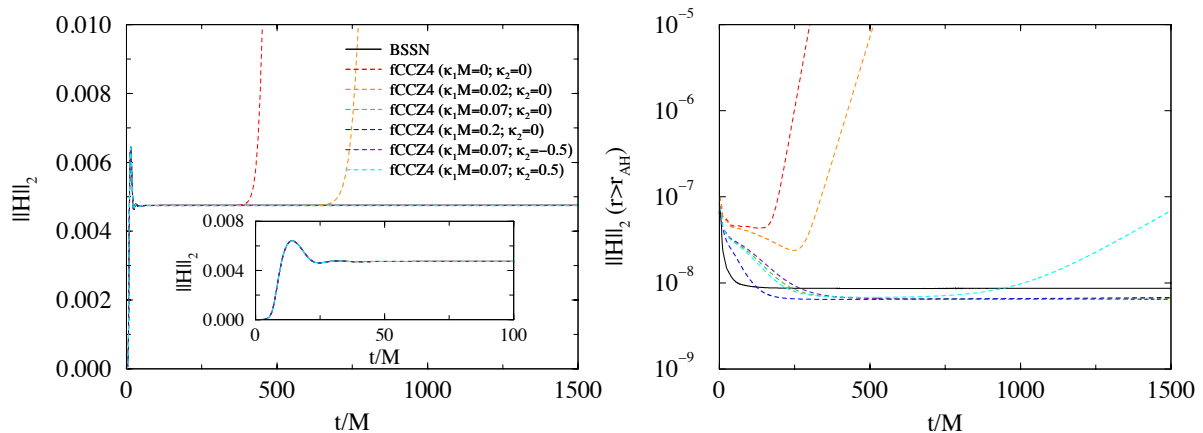 0.010
0.008
0.006
0.004
0.002
0.000
||H||₂
BSSN
fCCZ4 (κ₁M=0; κ₂=0)
fCCZ4 (κ₁M=0.02; κ₂=0)
fCCZ4 (κ₁M=0.07; κ₂=0)
fCCZ4 (κ₁M=0.2; κ₂=0)
fCCZ4 (κ₁M=0.07; κ₂=−0.5)
fCCZ4 (κ₁M=0.07; κ₂=0.5)
0.008
0.004
0.000
||H||₂
0 50 100
t/M
0 500 1000 1500
t/M
10⁻⁵
10⁻⁶
10⁻⁷
10⁻⁸
10⁻⁹
||H||₂ (r>r_AH)
0 500 1000 1500
t/M